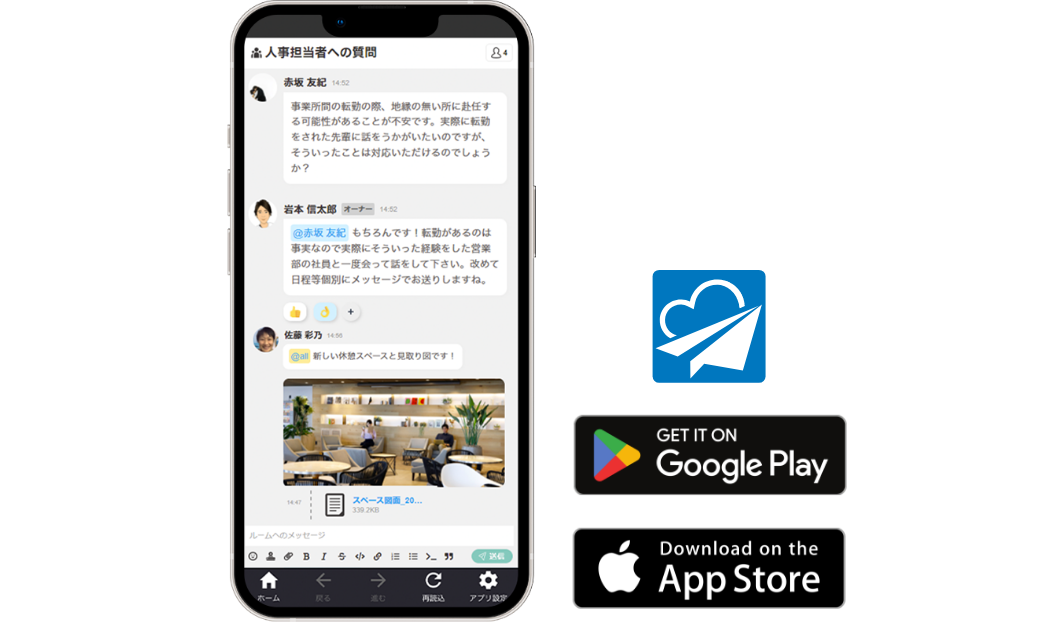 人事担当者への質問
4
赤坂 友紀 14:52
事業所間の転勤の際、地縁の無い所に赴任す
る可能性があることが不安です。実際に転勤
をされた先輩に話をうかがいたいのですが、
そういったことは対応いただけるのでしょう
か？
岩本 信太郎 オーナー 14:52
@赤坂 友紀 もちろんです！転勤があるのは
事実なので実際にそういった経験をした営業
部の社員と一度会って話をして下さい。改めて
日程等個別にメッセージでお送りしますね。
+
佐藤 彩乃 14:56
@all 新しい休憩スペースと見取り図です！
14:47
スペース図面_20...
339.2KB
ルームへのメッセージ
B I S
送信
ホーム 戻る 進む 再読込 アプリ設定
GET IT ON
Google Play
Download on the
App Store